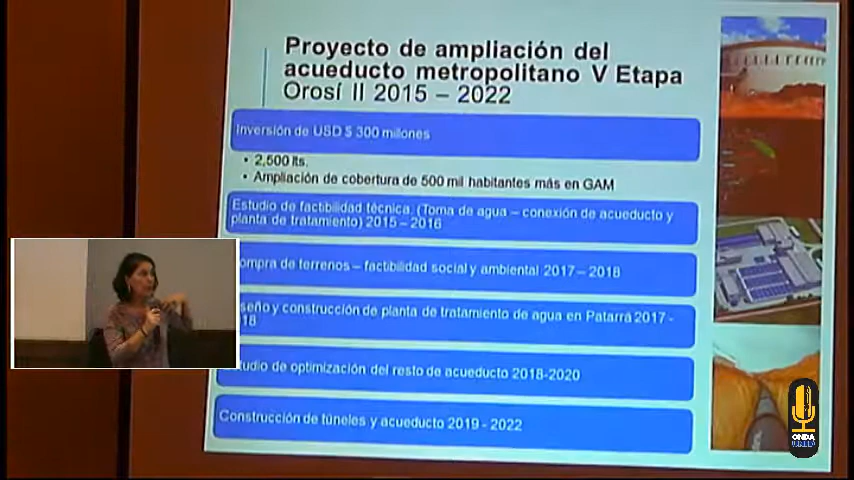 Proyecto de ampliación del
acueducto metropolitano V Etapa
Orosí II 2015 – 2022
Inversión de USD $ 300 millones
• 2,500 lts.
• Ampliación de cobertura de 500 mil habitantes más en GAM
Estudio de factibilidad técnica. (Toma de agua – conexión de acueducto y
planta de tratamiento) 2015 – 2016
ompra de terrenos – factibilidad social y ambiental 2017 – 2018
seño y construcción de planta de tratamiento de agua en Patarrá 2017 -
18
tudio de optimización del resto de acueducto 2018-2020
Construcción de túneles y acueducto 2019 - 2022
ONDA